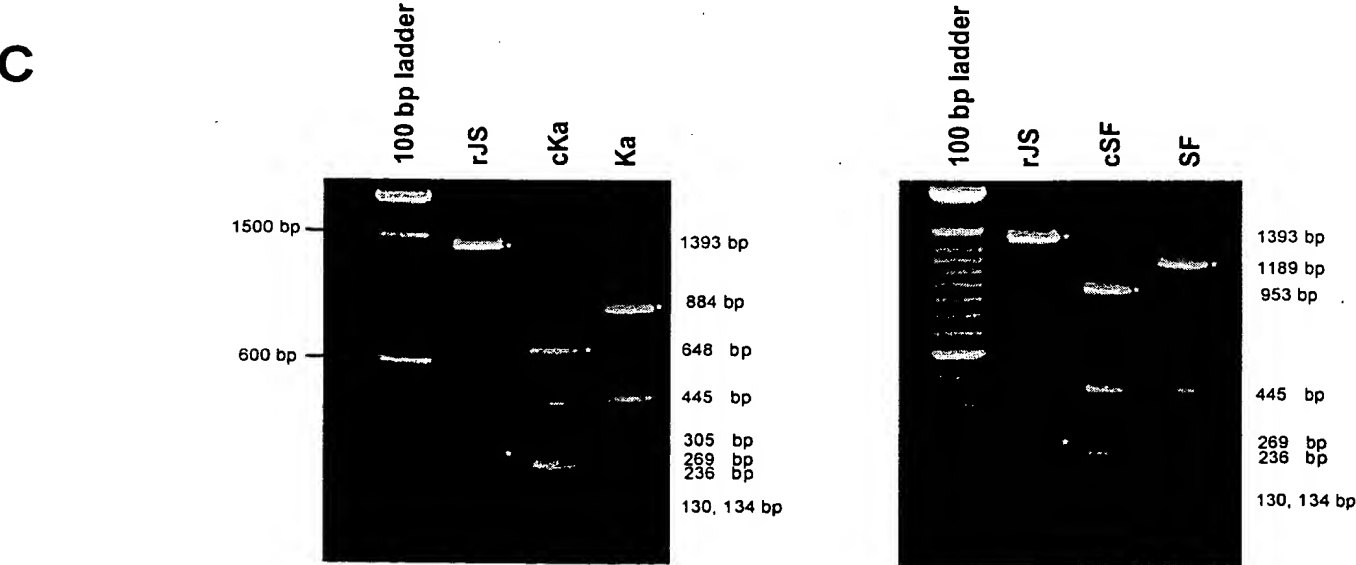 C
100 bp ladder
rJS
cKa
Ka
1500 bp
600 bp
1393 bp
884 bp
648 bp
445 bp
305 bp
269 bp
236 bp
130, 134 bp
100 bp ladder
rJS
cSF
SF
1393 bp
1189 bp
953 bp
445 bp
269 bp
236 bp
130, 134 bp